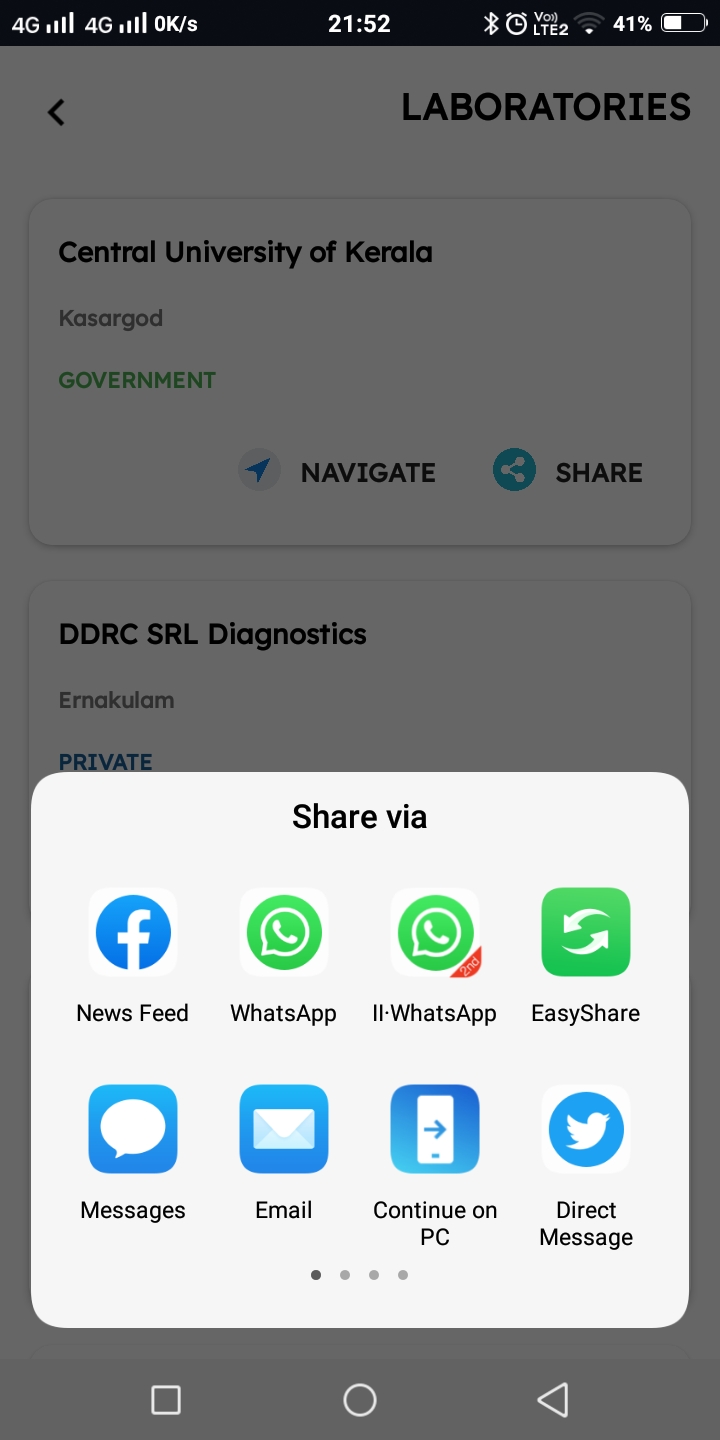 4G 4G 0K/s 21:52 Vo)) LTE2 41%
LABORATORIES
Central University of Kerala
Kasargod
GOVERNMENT
NAVIGATE SHARE
DDRC SRL Diagnostics
Ernakulam
PRIVATE
Share via
2nd
News Feed WhatsApp II·WhatsApp EasyShare
Messages Email Continue on PC Direct Message